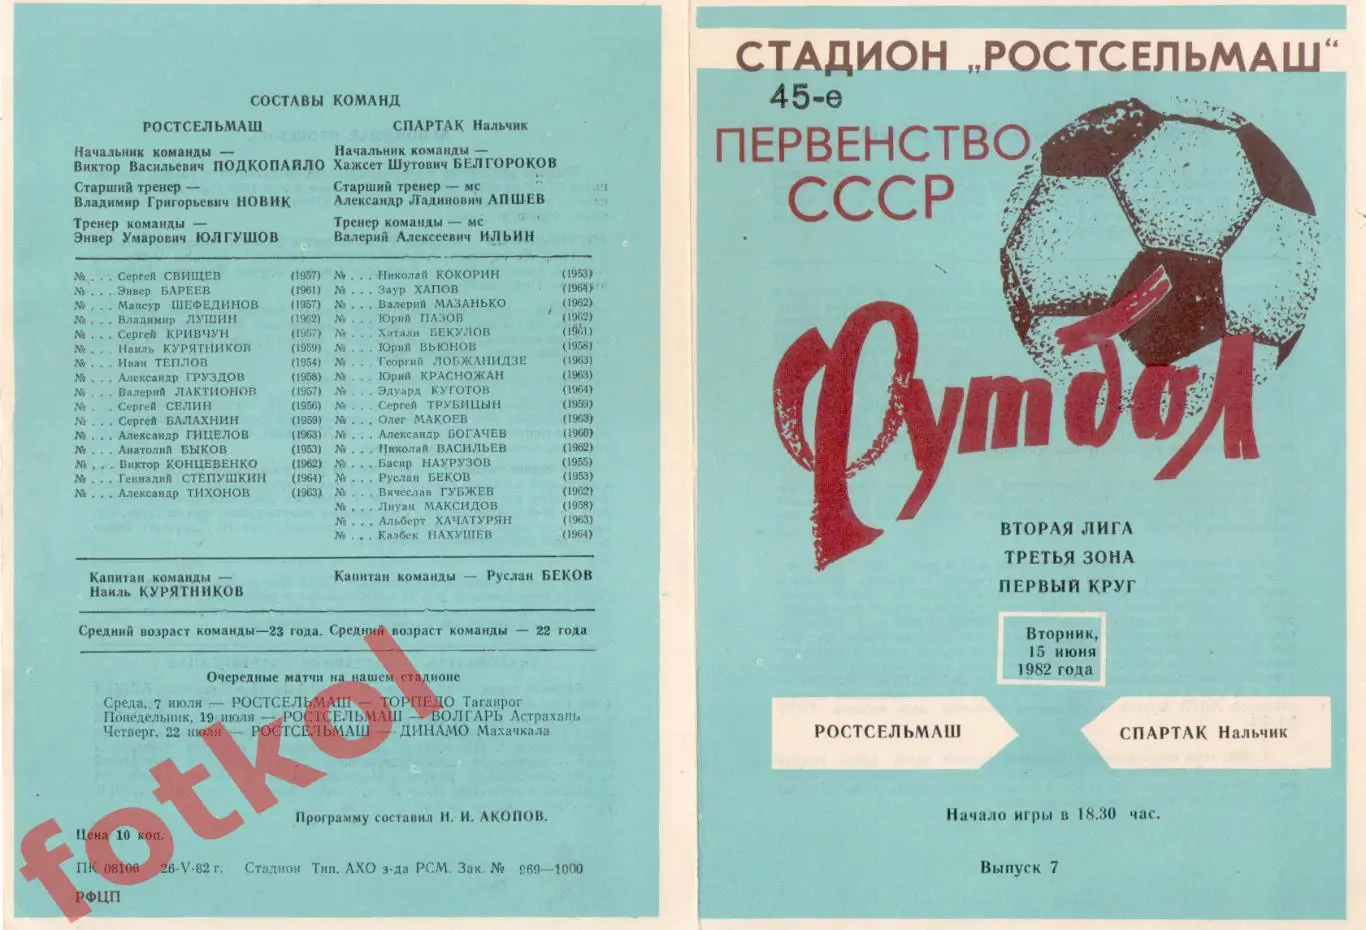 СОСТАВЫ КОМАНД
РОСТСЕЛЬМАШ
Начальник команды —
Виктор Васильевич ПОДКОПАЙЛО
Старший тренер —
Владимир Григорьевич НОВИК
Тренер команды —
Энвер Умарович ЮЛГУШОВ
№ . . . Сергей СВИЩЕВ (1957)
№ . . . Энвер БАРЕЕВ (1961)
№ . . . Мансур ШЕФЕДИНОВ (1957)
№ . . . Владимир ЛУШИН (1962)
№ . . . Сергей КРИВЧУН (1957)
№ . . . Наиль КУРЯТНИКОВ (1959)
№ . . . Иван ТЕПЛОВ (1954)
№ . . . Александр ГРУЗДОВ (1958)
№ . . . Валерий ЛАКТИОНОВ (1957)
№ . . Сергей СЕЛИН (1956)
№ . . . Сергей БАЛАХНИН (1959)
№ . . . Александр ГИЦЕЛОВ (1963)
№ . . . Анатолий БЫКОВ (1953)
№ . . . Виктор КОНЦЕВЕНКО (1962)
№ . . . Геннадий СТЕПУШКИН (1964)
№ . . . Александр ТИХОНОВ (1963)
СПАРТАК Нальчик
Начальник команды —
Хажсет Шутович БЕЛГОРОКОВ
Старший тренер — мс
Александр Ладинович АПШЕВ
Тренер команды — мс
Валерий Алексеевич ИЛЬИН
№ . . . Николай КОКОРИН (1953)
№ . . . Заур ХАПОВ (1964)
№ . . . Валерий МАЗАНЬКО (1962)
№ . . . Юрий ПАЗОВ (1962)
№ . . . Хатали БЕКУЛОВ (1961)
№ . . . Юрий ВЬЮНОВ (1958)
№ . . . Георгий ЛОБЖАНИДЗЕ (1963)
№ . . . Юрий КРАСНОЖАН (1963)
№ . . . Эдуард КУГОТОВ (1964)
№ . . . Сергей ТРУБИЦЫН (1959)
№ . . . Олег МАКОЕВ (1963)
№ . . . Александр БОГАЧЕВ (1960)
№ . . . Николай ВАСИЛЬЕВ (1962)
№ . . . Басир НАУРУЗОВ (1955)
№ . . . Руслан БЕКОВ (1953)
№ . . . Вячеслав ГУБЖЕВ (1962)
№ . . . Лиуан МАКСИДОВ (1958)
№ . . . Альберт ХАЧАТУРЯН (1963)
№ . . . Казбек НАХУШЕВ (1964)
Капитан команды —
Наиль КУРЯТНИКОВ
Капитан команды — Руслан БЕКОВ
Средний возраст команды—23 года. Средний возраст команды — 22 года
Очередные матчи на нашем стадионе
Среда, 7 июля — РОСТСЕЛЬМАШ — ТОРПЕДО Таганрог
Понедельник, 19 июля — РОСТСЕЛЬМАШ — ВОЛГАРЬ Астрахань
Четверг, 22 июля — РОСТСЕЛЬМАШ — ДИНАМО Махачкала
Программу составил Н. И. АКОПОВ.
Цена 10 коп.
ПК 08106 26-V-82 г. Стадион Тип. АХО з-да РСМ. Зак. № 969—1000
РФЦП
fotkol
СТАДИОН „РОСТСЕЛЬМАШ“
45-е
ПЕРВЕНСТВО
СССР
Футбол
ВТОРАЯ ЛИГА
ТРЕТЬЯ ЗОНА
ПЕРВЫЙ КРУГ
Вторник,
15 июня
1982 года
РОСТСЕЛЬМАШ
СПАРТАК Нальчик
Начало игры в 18.30 час.
Выпуск 7